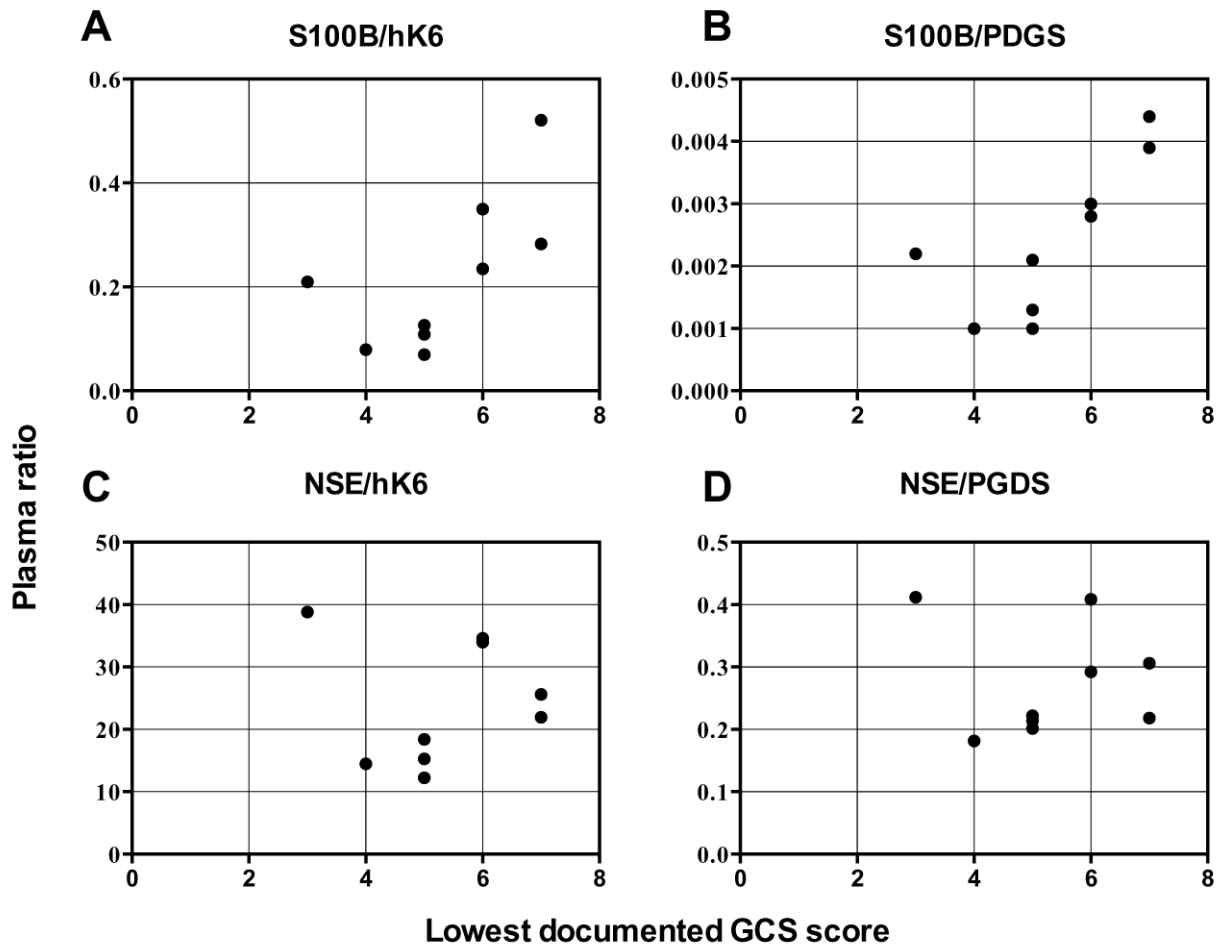 A
S100B/hK6
0.6
0.4
0.2
0.0
0 2 4 6 8
B
S100B/PDGS
0.005
0.004
0.003
0.002
0.001
0.000
0 2 4 6 8
Plasma ratio
C
NSE/hK6
50
40
30
20
10
0
0 2 4 6 8
D
NSE/PGDS
0.5
0.4
0.3
0.2
0.1
0.0
0 2 4 6 8
Lowest documented GCS score